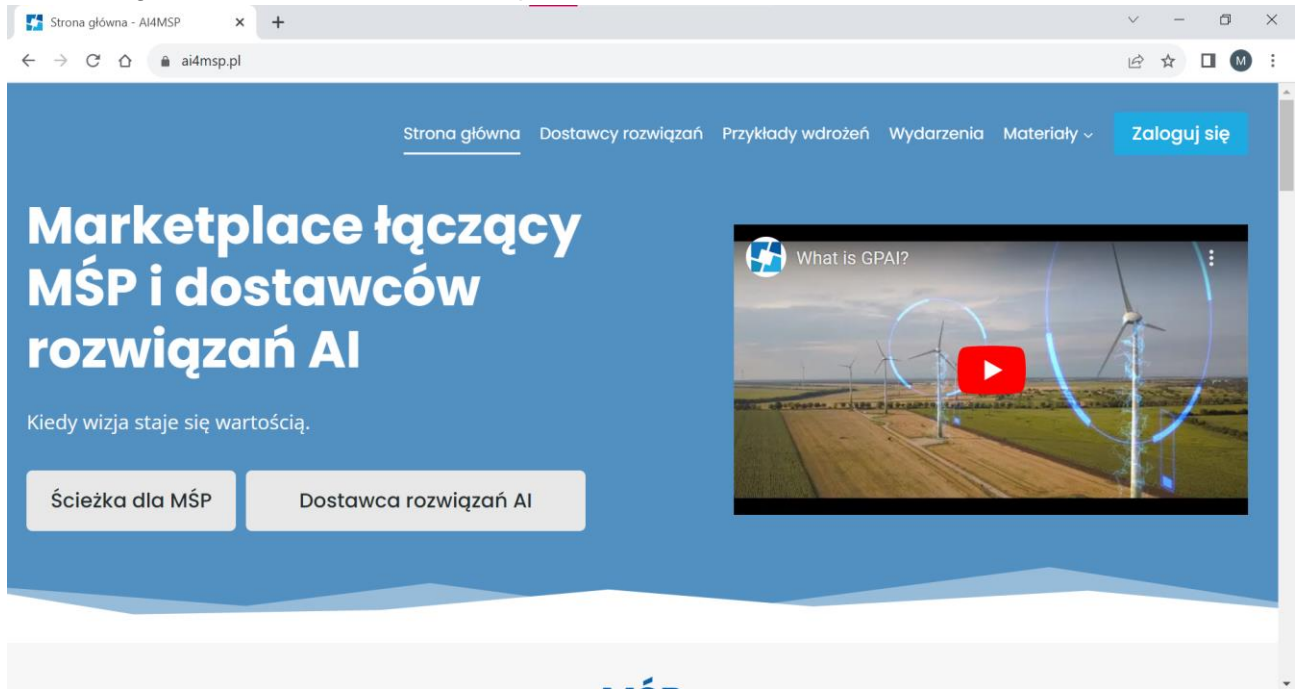 Strona główna - AI4MSP
ai4msp.pl
M
Strona główna Dostawcy rozwiązań Przykłady wdrożeń Wydarzenia Materiały Zaloguj się
Marketplace łączący
MŚP i dostawców
rozwiązań AI
What is GPAI?
Kiedy wizja staje się wartością.
Ścieżka dla MŚP Dostawca rozwiązań AI
MŚP